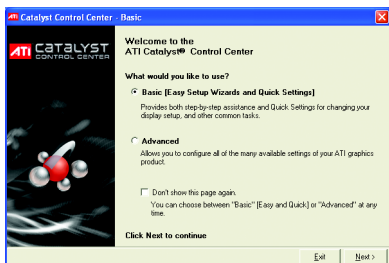 Catalyst Control Center - Basic
ATI CATALYST
CONTROL CENTER
Welcome to the
ATI Catalyst® Control Center
What would you like to use?
Basic [Easy Setup Wizards and Quick Settings]
Provides both step-by-step assistance and Quick Settings for changing your
display setup, and other common tasks.
Advanced
Allows you to configure all of the many available settings of your ATI graphics
product.
Don't show this page again.
You can choose between "Basic" [Easy and Quick] or "Advanced" at any
time.
Click Next to continue
Exit
Next >